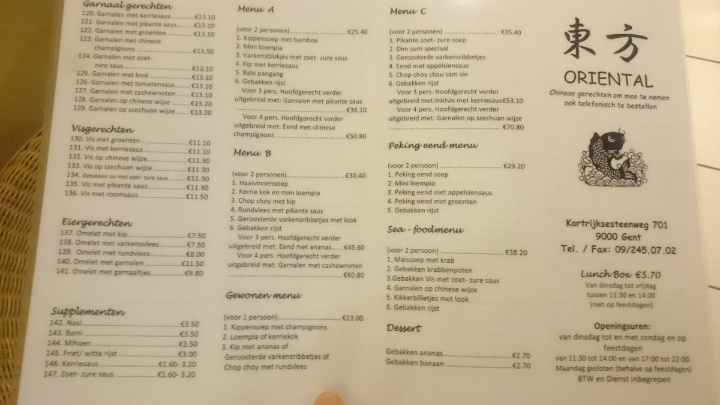 Garnaal gerechten
120. Garnalen met kerriesaus €13.10
121. Garnalen met pikante saus €13.10
122. Garnalen met groenten €13.10
123. Garnalen met chinese
champignons €13.50
124. Garnalen met zoet-
zure saus €13.10
125. Garnalen met look €13.10
126. Garnalen met tomatensaus €13.10
127. Garnalen met cashewnoten €13.10
128. Garnalen op chinese wijze €13.20
129. Garnalen op szechuan wijze €13.20
Visgerechten
130. Vis met groenten €11.10
131. Vis met kerriesaus €11.10
132. Vis op chinese wijze €11.30
133. Vis op szechuan wijze €11.30
134. Gebakken vis met zoet- zure saus €11.30
135. Vis met pikante saus €11.30
136. Vis met roomsaus €11.50
Eiergerechten
137. Omelet met kip €7.50
138. Omelet met varkensvlees €7.50
139. Omelet met rundvlees €8.00
140. Omelet met garnalen €11.50
141. Omelet met garnaaltjes €9.80
Supplementen
142. Nasi €3.50
143. Bami €3.50
144. Mihoen €3.50
145. Friet/ witte rijst €3.00
146. Kerriesaus €1.60- 3.20
147. Zoet- zure saus €1.60- 3.20
Menu A
(voor 2 personen) €25.40
1. Kippensoep met bamboe
2. Mini loempia
3. Varkensblokjes met zoet- zure saus
4. Kip met kerriesaus
5. Babi pangang
6. Gebakken rijst
Voor 3 pers. Hoofdgerecht verder
uitgebreid met: Garnalen met pikante saus
€38.10
Voor 4 pers. Hoofdgerecht verder
uitgebreid met: Eend met chinese
champignons €50.80
Menu B
(voor 2 personen) €30.40
1. Haaivinnensoep
2. Kerrie kok en mini loempia
3. Chop choy met kip
4. Rundvlees met pikante saus
5. Geroosterde varkensribbetjes met look
6. Gebakken rijst
Voor 3 pers. Hoofdgerecht verder
uitgebreid met: Eend met ananas €45.60
Voor 4 pers. Hoofdgerecht verder
uitgebreid met: Garnalen met cashewnoten
€60.80
Gewonen menu
(voor 1 persoon) €13.00
1. Kippensoep met champignons
2. Loempia of kerriekok
3. Kip met ananas of
Geroosterde varkensribbetjes of
Chop choy met rundvlees
Menu C
(voor 2 personen) €35.40
1. Pikante zoet- zure soep
2. Dim sum speciaal
3. Geroosterde varkensribbetjes
4. Eend met appelsiensaus
5. Chop choy chau sam sin
6. Gebakken rijst
Voor 3 pers. Hoofdgerecht verder
uitgebreid met:inktvis met kerriesaus€53.10
Voor 4 pers. Hoofdgerecht verder
uitgebreid met: Garnalen op szechuan wijze
€70.80
Peking eend menu
(voor 2 personen) €29.20
1. Peking eend soep
2. Mini loempia
3. Peking eend met appelsiensaus
4. Peking eend met groenten
5. Gebakken rijst
Sea - foodmenu
(voor 2 personen) €38.20
1. Maissoep met krab
2. Gebakken krabbenpoten
3.Gebakken Vis met zoet- zure saus
4. Garnalen op chinese wijze
5. Kikkerbilletjes met look
6. Gebakken rijst
Dessert
Gebakken ananas €2.70
Gebakken banaan €2.70
東方
ORIENTAL
Chinese gerechten om mee te nemen
ook telefonisch te bestellen
Kortrijksesteenweg 701
9000 Gent
Tel. / Fax: 09/245.07.02
Lunch Box €5.70
Van dinsdag tot vrijdag
tussen 11:30 en 14:00
(niet op feestdagen)
Openingsuren:
van dinsdag tot en met zondag en op
feestdagen
van 11:30 tot 14:00 en van 17:00 tot 22:00.
Maandag gesloten (behalve op feestdagen)
BTW en Dienst inbegrepen